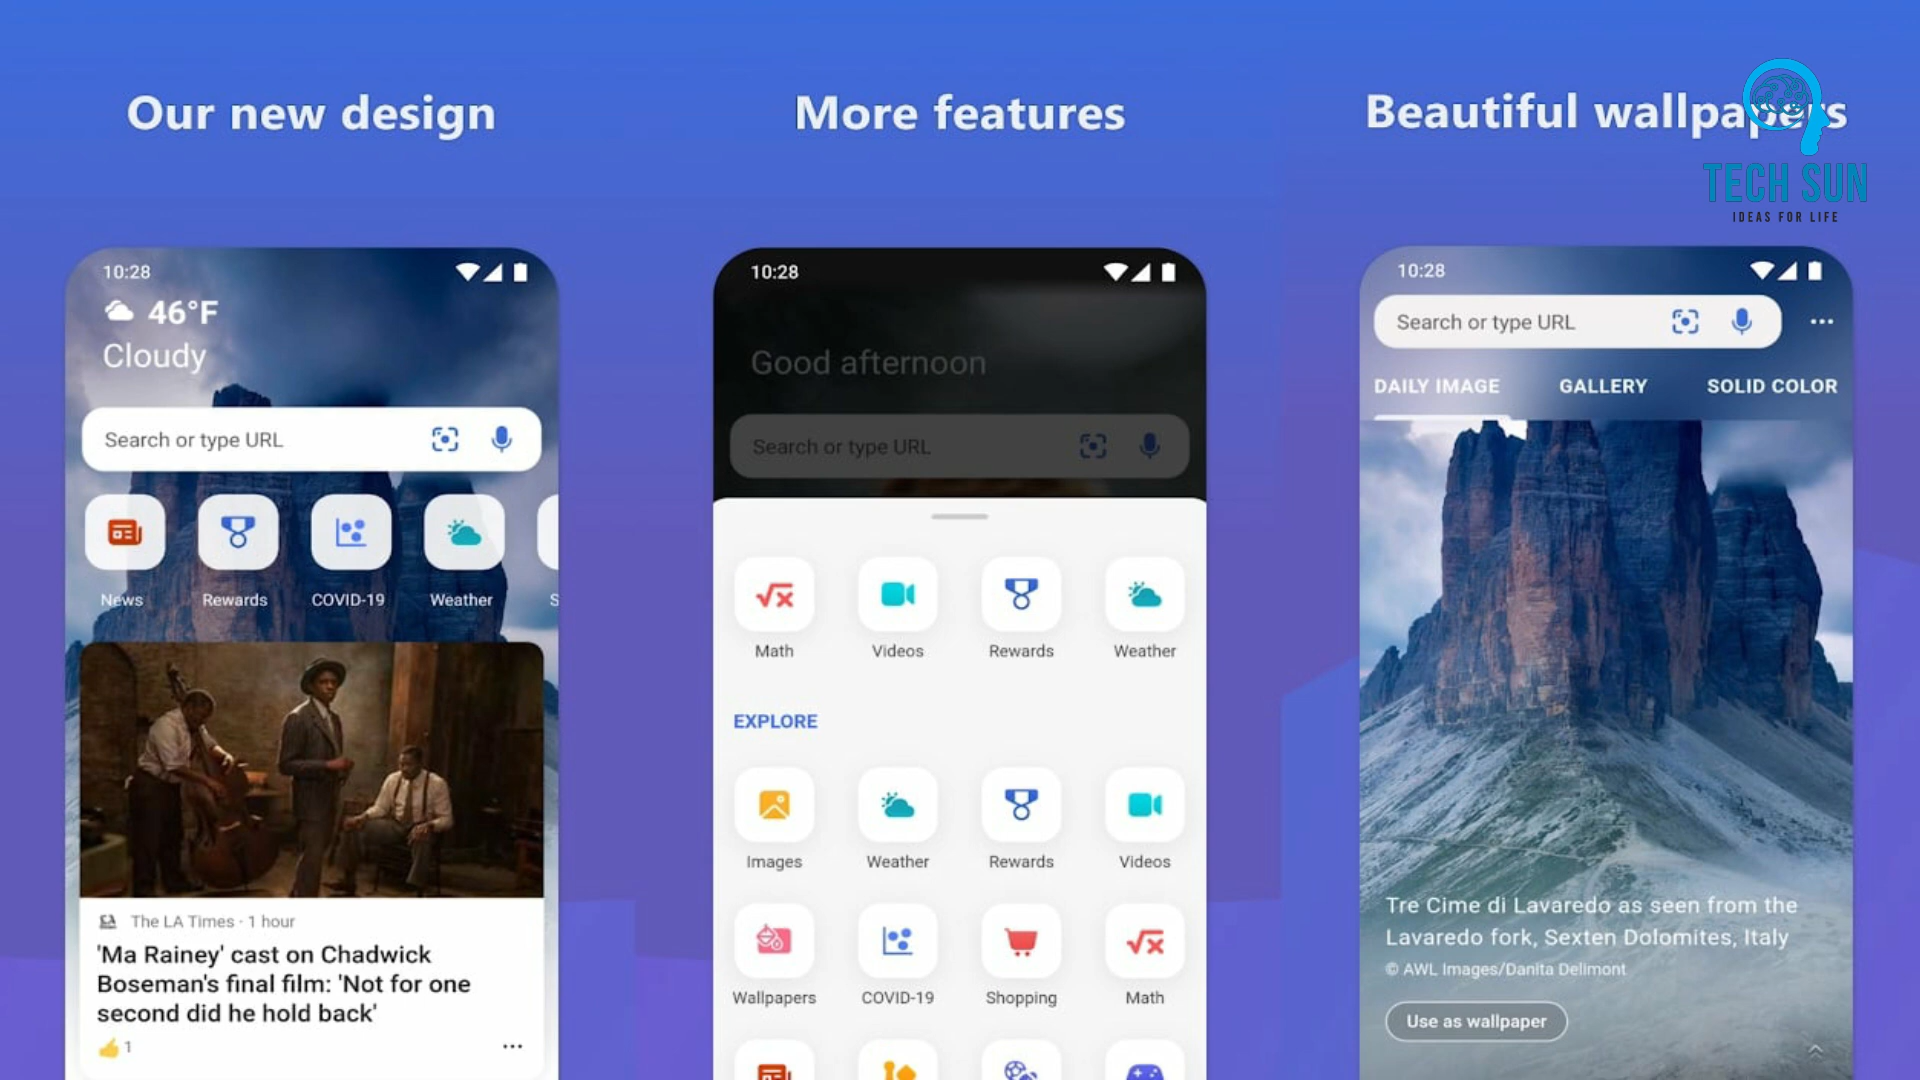 Our new design
More features
Beautiful wallpapers
TECH SUN
IDEAS FOR LIFE
10:28
46°F
Cloudy
Search or type URL
News
Rewards
COVID-19
Weather
S
The LA Times · 1 hour
'Ma Rainey' cast on Chadwick
Boseman's final film: 'Not for one
second did he hold back'
1
10:28
Good afternoon
Search or type URL
Math
Videos
Rewards
Weather
EXPLORE
Images
Weather
Rewards
Videos
Wallpapers
COVID-19
Shopping
Math
10:28
Search or type URL
DAILY IMAGE
GALLERY
SOLID COLOR
Tre Cime di Lavaredo as seen from the
Lavaredo fork, Sexten Dolomites, Italy
© AWL Images/Danita Delimont
Use as wallpaper